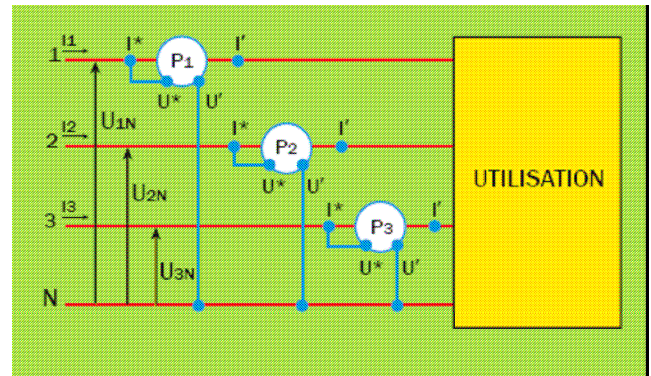 I1 I* P1 I'
1
U* U'
U1N
I2 I* P2 I'
2
U* U'
U2N
UTILISATION
I3 I* P3 I'
3
U* U'
U3N
N